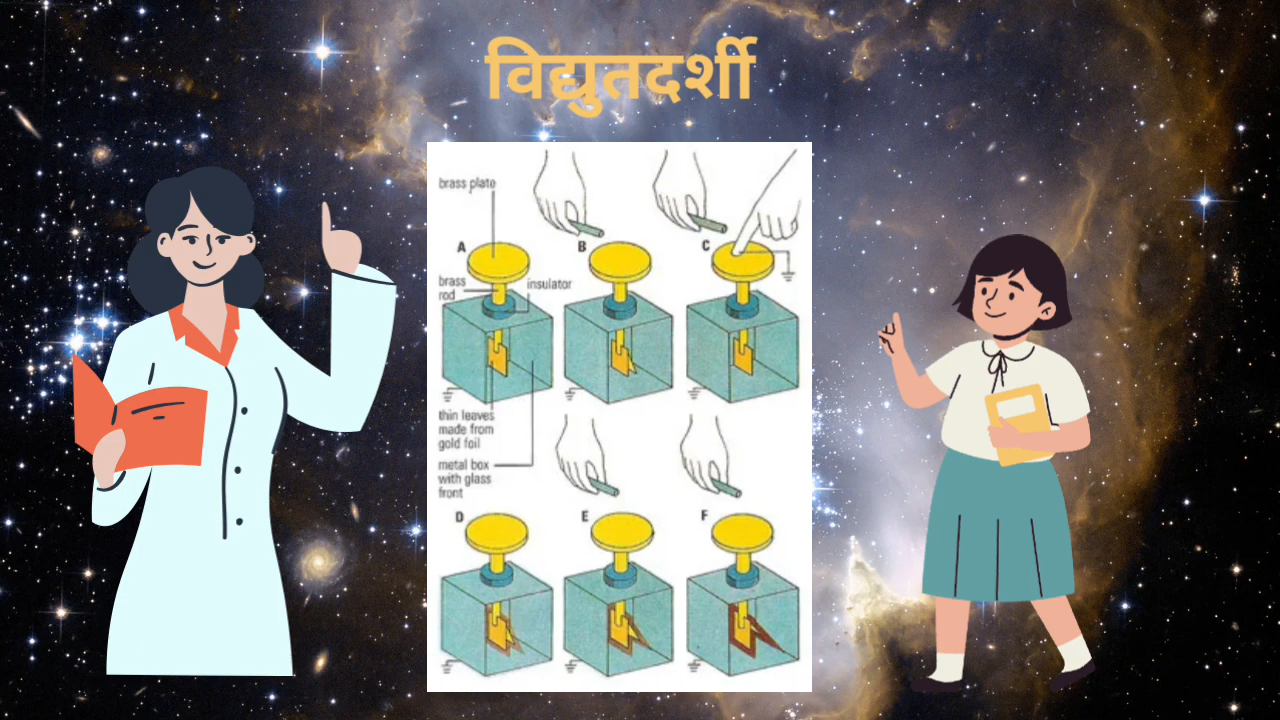 विद्युतदर्शी
brass plate
A
B
C
brass
rod
insulator
thin leaves
made from
gold foil
metal box
with glass
front
D
E
F